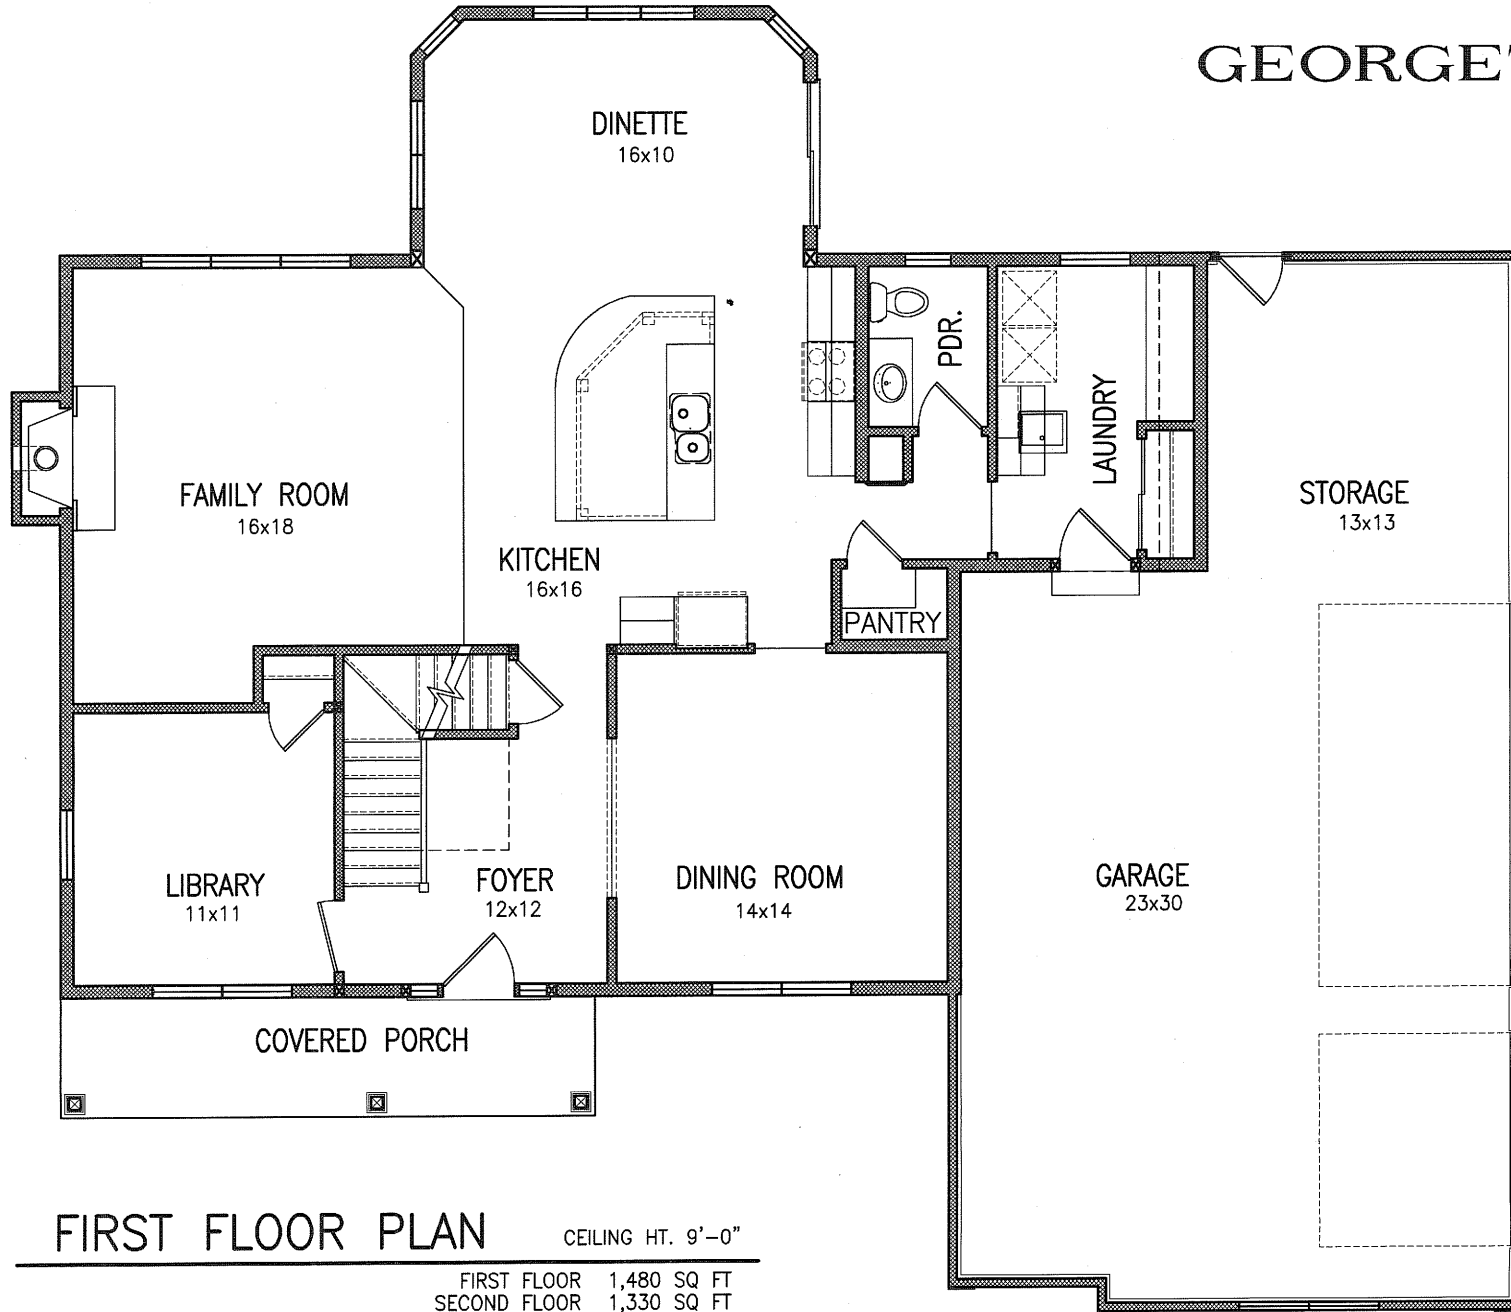 GEORGE
DINETTE
16x10
PDR.
LAUNDRY
FAMILY ROOM
16x18
STORAGE
13x13
KITCHEN
16x16
PANTRY
LIBRARY
11x11
FOYER
12x12
DINING ROOM
14x14
GARAGE
23x30
COVERED PORCH
FIRST FLOOR PLAN
CEILING HT. 9'-0"
FIRST FLOOR 1,480 SQ FT
SECOND FLOOR 1,330 SQ FT